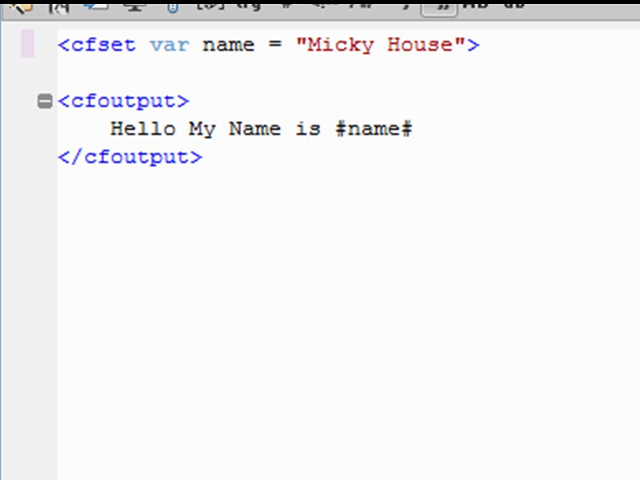 <cfset var name = "Micky House">
<cfoutput>
Hello My Name is #name#
</cfoutput>